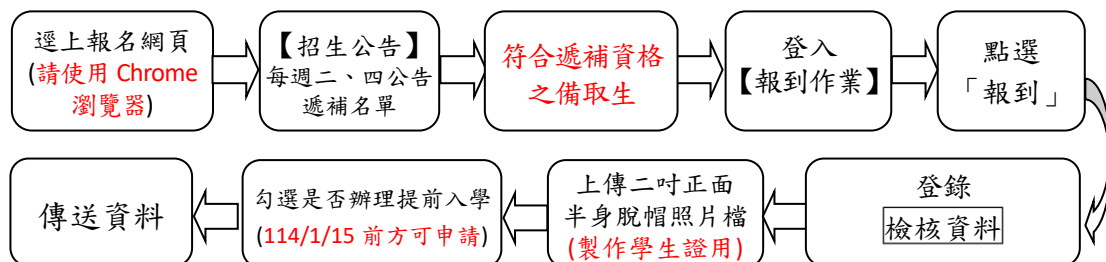 逕上報名網頁
(請使用 Chrome
瀏覽器)
【招生公告】
每週二、四公告
遞補名單
符合遞補資格
之備取生
登入
【報到作業】
點選
「報到」
登錄
檢核資料
上傳二吋正面
半身脫帽照片檔
(製作學生證用)
勾選是否辦理提前入學
(114/1/15 前方可申請)
傳送資料